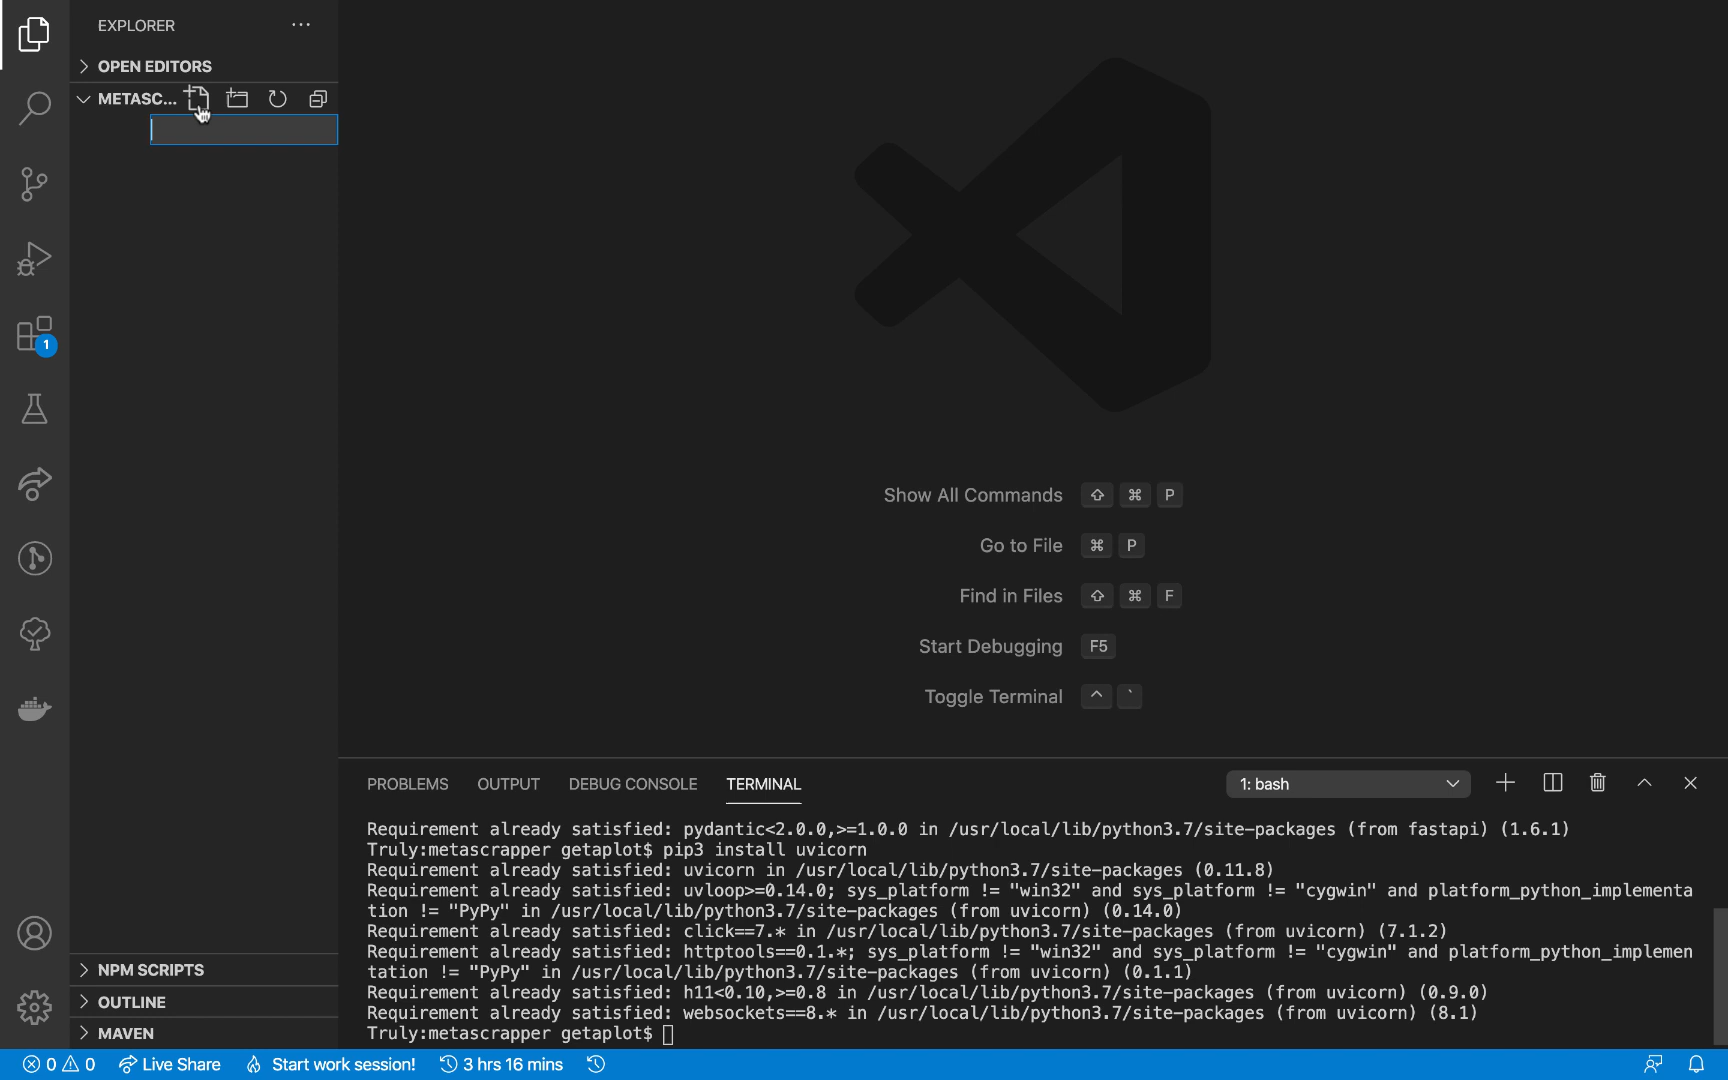 EXPLORER
OPEN EDITORS
METASC...
1
Show All Commands ⇧ ⌘ P
Go to File ⌘ P
Find in Files ⇧ ⌘ F
Start Debugging F5
Toggle Terminal ^ `
PROBLEMS OUTPUT DEBUG CONSOLE TERMINAL 1: bash
Requirement already satisfied: pydantic<2.0.0,>=1.0.0 in /usr/local/lib/python3.7/site-packages (from fastapi) (1.6.1)
Truly:metascrapper getaplot$ pip3 install uvicorn
Requirement already satisfied: uvicorn in /usr/local/lib/python3.7/site-packages (0.11.8)
Requirement already satisfied: uvloop>=0.14.0; sys_platform != "win32" and sys_platform != "cygwin" and platform_python_implementa
tion != "PyPy" in /usr/local/lib/python3.7/site-packages (from uvicorn) (0.14.0)
Requirement already satisfied: click==7.* in /usr/local/lib/python3.7/site-packages (from uvicorn) (7.1.2)
Requirement already satisfied: httptools==0.1.*; sys_platform != "win32" and sys_platform != "cygwin" and platform_python_implemen
tation != "PyPy" in /usr/local/lib/python3.7/site-packages (from uvicorn) (0.1.1)
Requirement already satisfied: h11<0.10,>=0.8 in /usr/local/lib/python3.7/site-packages (from uvicorn) (0.9.0)
Requirement already satisfied: websockets==8.* in /usr/local/lib/python3.7/site-packages (from uvicorn) (8.1)
Truly:metascrapper getaplot$
NPM SCRIPTS
OUTLINE
MAVEN
0 0 Live Share Start work session! 3 hrs 16 mins